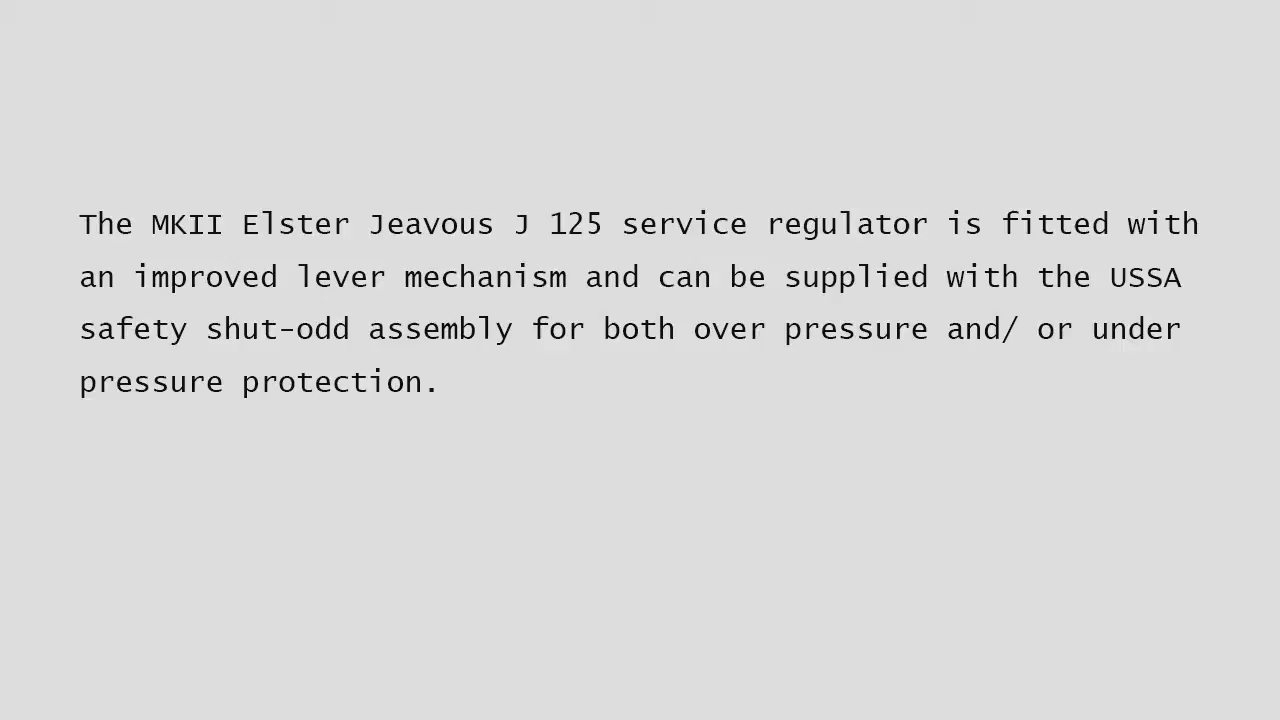 The MKII Elster Jeavous J 125 service regulator is fitted with
an improved lever mechanism and can be supplied with the USSA
safety shut-odd assembly for both over pressure and/ or under
pressure protection.